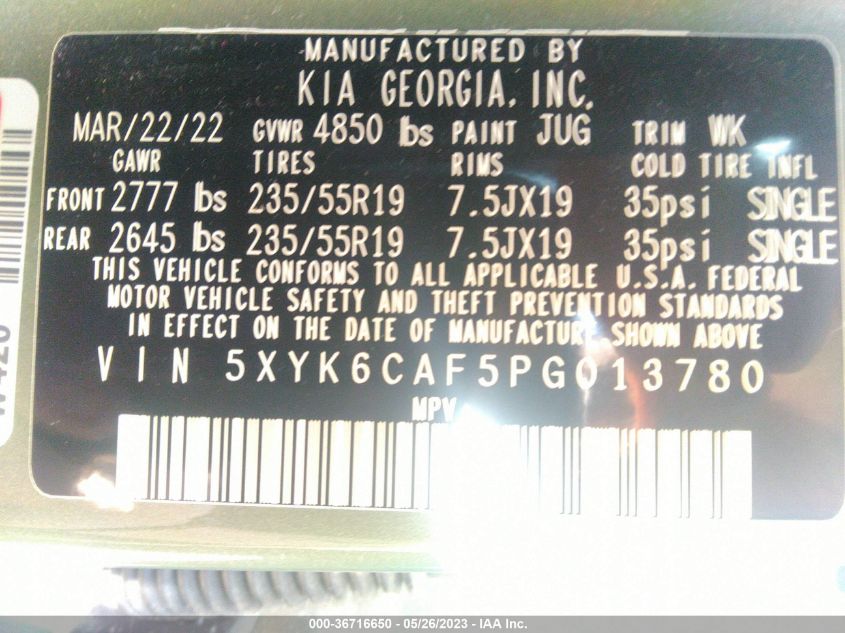 MANUFACTURED BY
KIA GEORGIA, INC.
MAR/22/22 GVWR 4850 lbs PAINT JUG TRIM WK
GAWR TIRES RIMS COLD TIRE INFL
FRONT 2777 lbs 235/55R19 7.5JX19 35psi SINGLE
REAR 2645 lbs 235/55R19 7.5JX19 35psi SINGLE
THIS VEHICLE CONFORMS TO ALL APPLICABLE U.S.A. FEDERAL
MOTOR VEHICLE SAFETY AND THEFT PREVENTION STANDARDS
IN EFFECT ON THE DATE OF MANUFACTURE SHOWN ABOVE
VIN 5XYK6CAF5PG013780
MPV
000-36716650 - 05/26/2023 - IAA Inc.